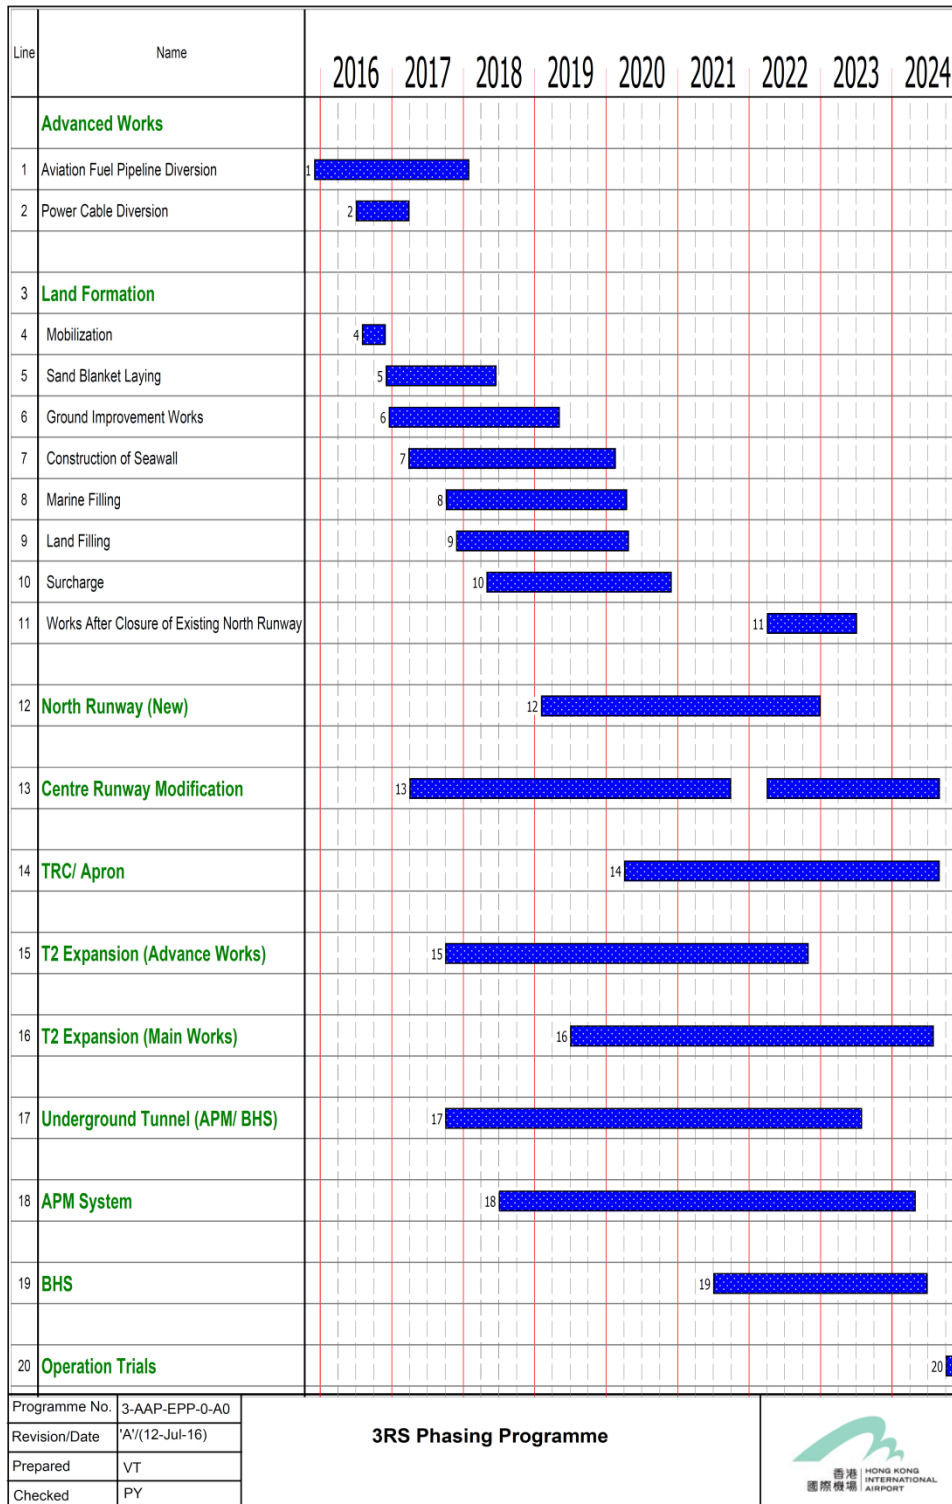 Line Name 2016 2017 2018 2019 2020 2021 2022 2023 2024
Advanced Works
1 Aviation Fuel Pipeline Diversion 1
2 Power Cable Diversion 2
3 Land Formation
4 Mobilization 4
5 Sand Blanket Laying 5
6 Ground Improvement Works 6
7 Construction of Seawall 7
8 Marine Filling 8
9 Land Filling 9
10 Surcharge 10
11 Works After Closure of Existing North Runway 11
12 North Runway (New) 12
13 Centre Runway Modification 13
14 TRC/ Apron 14
15 T2 Expansion (Advance Works) 15
16 T2 Expansion (Main Works) 16
17 Underground Tunnel (APM/ BHS) 17
18 APM System 18
19 BHS 19
20 Operation Trials 20
Programme No. 3-AAP-EPP-0-A0
Revision/Date 'A'/(12-Jul-16)
Prepared VT
Checked PY
3RS Phasing Programme
香港
國際機場
HONG KONG
INTERNATIONAL
AIRPORT